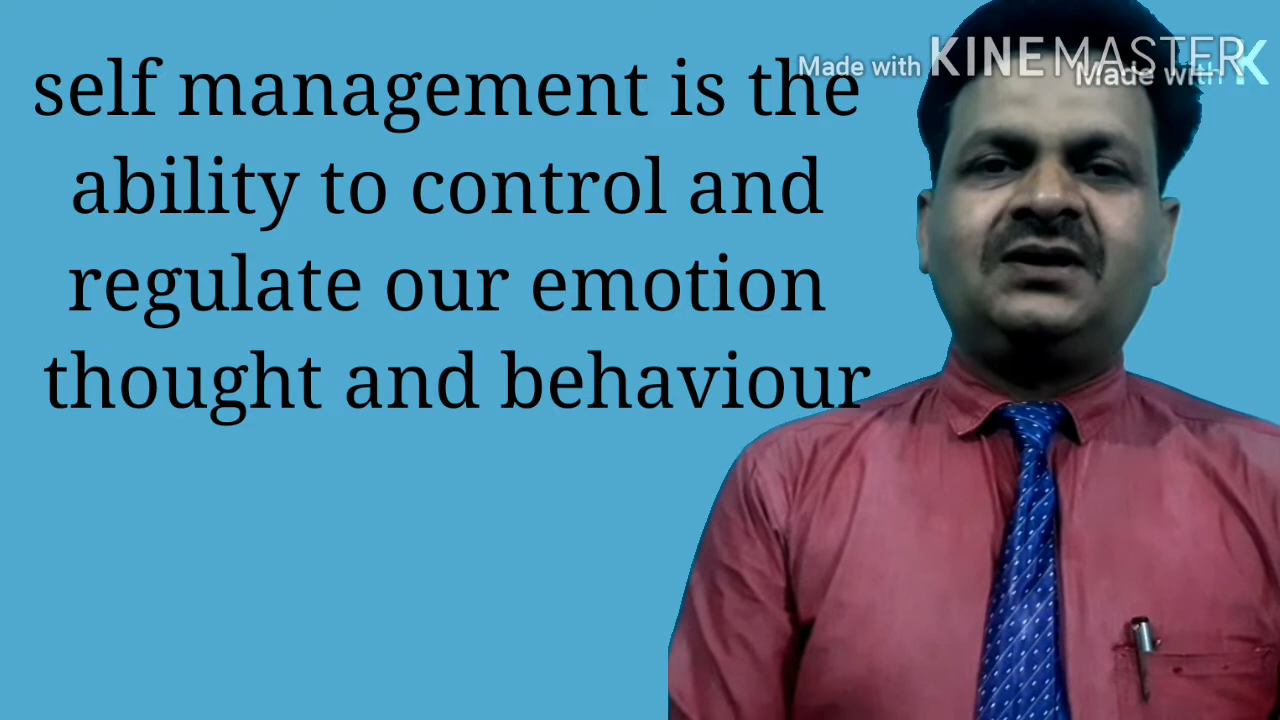 Made with KINEMASTER
Made with K
self management is the
ability to control and
regulate our emotion
thought and behaviour